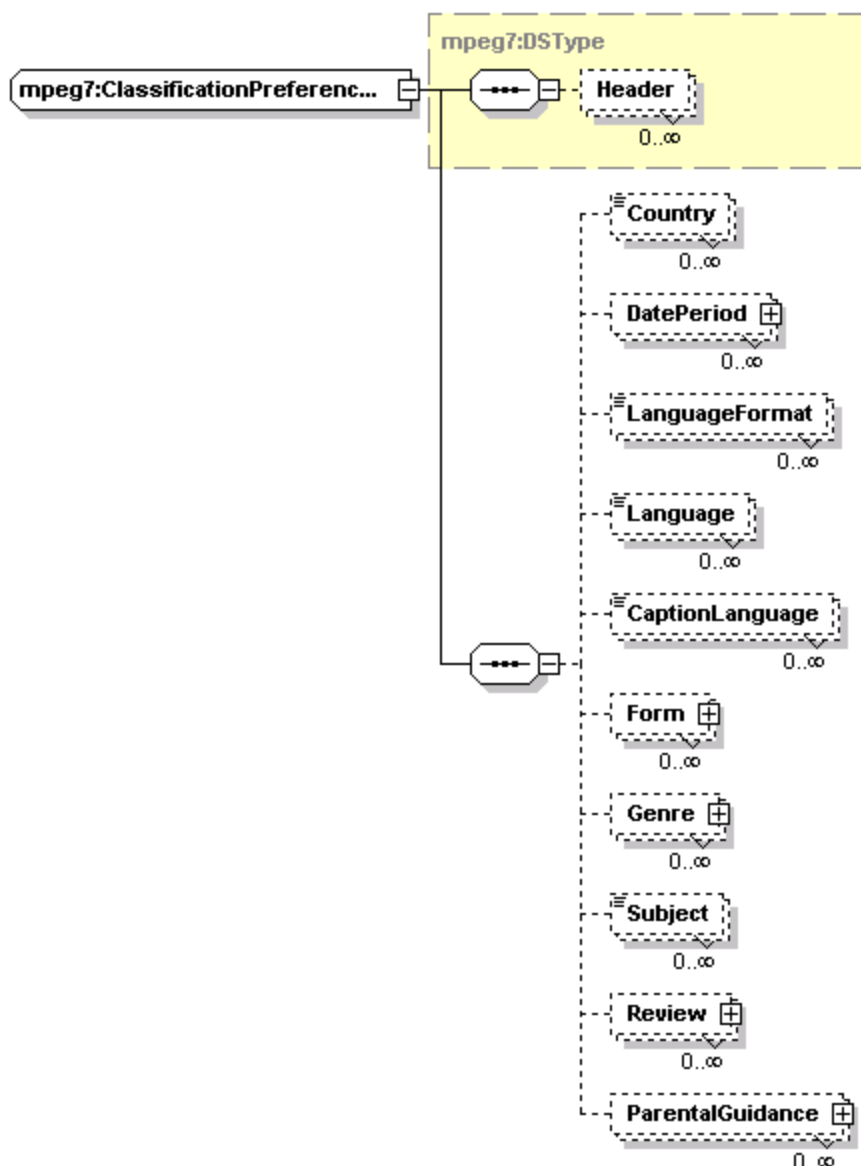 mpeg7:DSType
mpeg7:ClassificationPreferenc...
Header
0..∞
Country
0..∞
DatePeriod
0..∞
LanguageFormat
0..∞
Language
0..∞
CaptionLanguage
0..∞
Form
0..∞
Genre
0..∞
Subject
0..∞
Review
0..∞
ParentalGuidance
0..∞